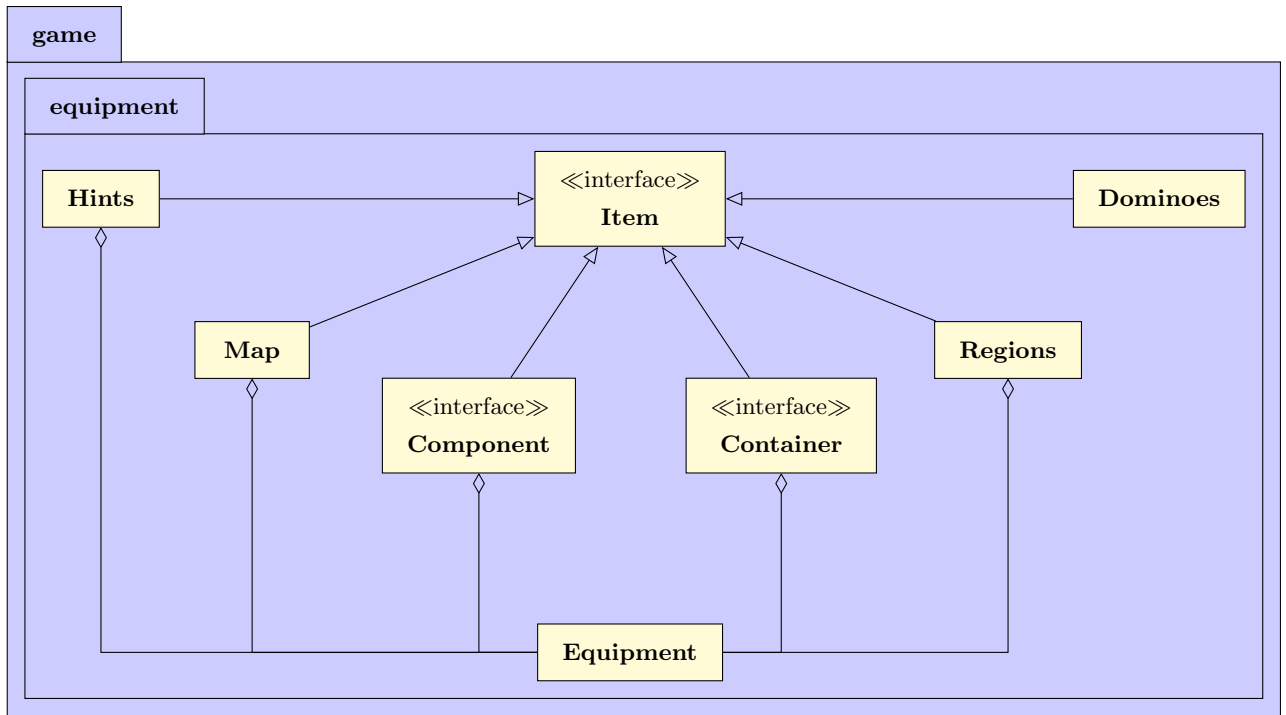 game
equipment
Hints
≪interface≫
Item
Dominoes
Map
Regions
≪interface≫
Component
≪interface≫
Container
Equipment